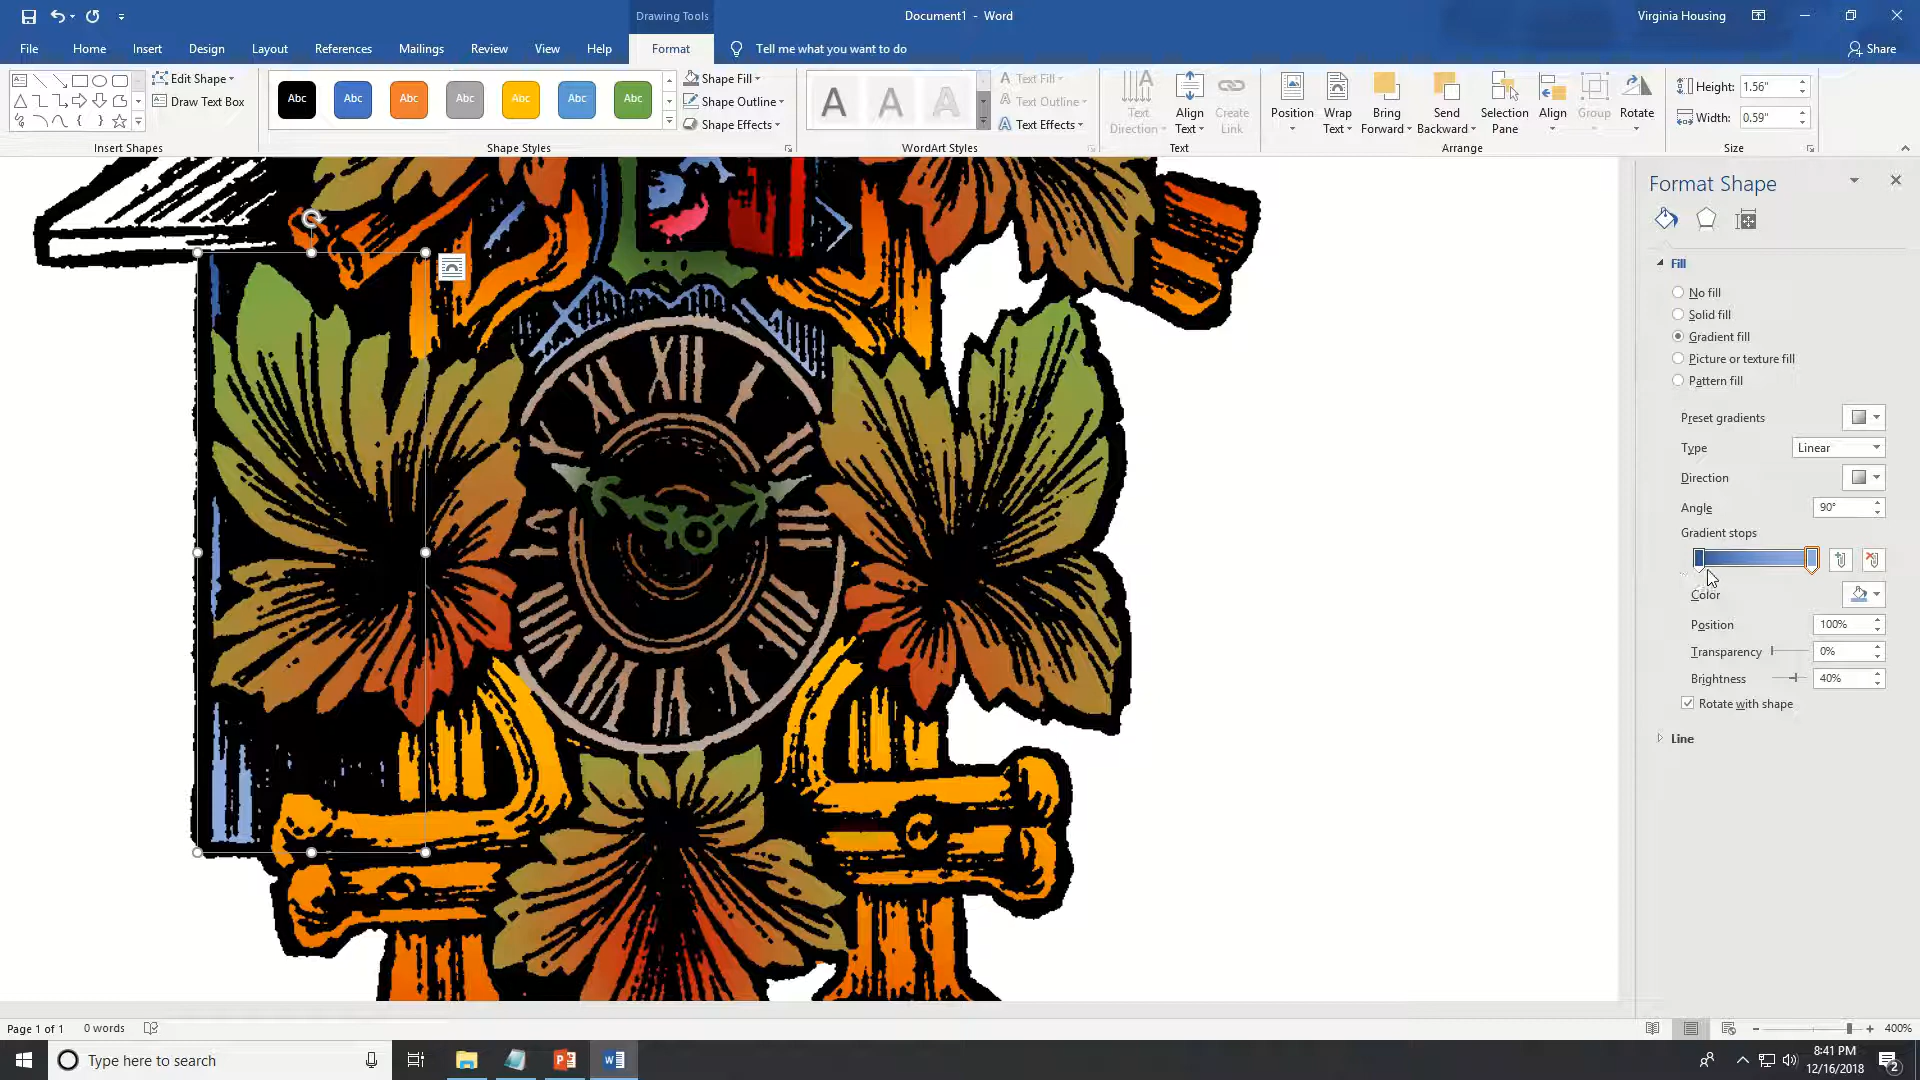 Drawing Tools
Document1 - Word
Virginia Housing
File Home Insert Design Layout References Mailings Review View Help Format Tell me what you want to do Share
Edit Shape
Draw Text Box
Insert Shapes
Abc Abc Abc Abc Abc Abc Abc
Shape Fill
Shape Outline
Shape Effects
Shape Styles
A A A
Text Fill
Text Outline
Text Effects
WordArt Styles
Text Direction
Align Text
Create Link
Text
Position
Wrap Text
Bring Forward
Send Backward
Selection Pane
Align
Group
Rotate
Arrange
Height: 1.56"
Width: 0.59"
Size
Format Shape
Fill
No fill
Solid fill
Gradient fill
Picture or texture fill
Pattern fill
Preset gradients
Type Linear
Direction
Angle 90°
Gradient stops
Color
Position 100%
Transparency 0%
Brightness 40%
Rotate with shape
Line
XII
XI
I
Page 1 of 1 0 words
400%
Type here to search
8:41 PM
12/16/2018
2